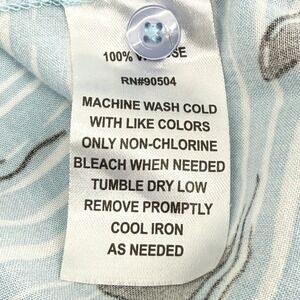 100%
RN#90504
MACHINE WASH COLD
WITH LIKE COLORS
ONLY NON-CHLORINE
BLEACH WHEN NEEDED
TUMBLE DRY LOW
REMOVE PROMPTLY
COOL IRON
AS NEEDED